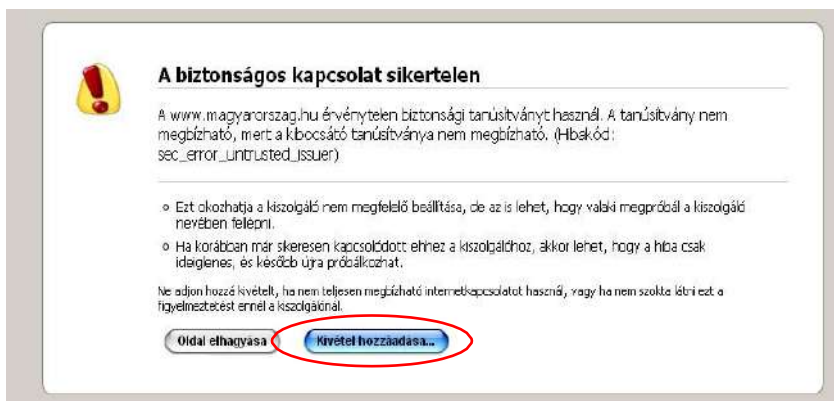 A biztonságos kapcsolat sikertelen
A www.magyarorszag.hu érvénytelen biztonsági tanúsítványt használ. A tanúsítvány nem
megbízható, mert a kibocsátó tanúsítványa nem megbízható. (Hibakód:
sec_error_untrusted_issuer)
Ezt okozhatja a kiszolgáló nem megfelelő beállítása, de az is lehet, hogy valaki megpróbál a kiszolgáló
nevében fellépni.
Ha korábban már sikeresen kapcsolódott ehhez a kiszolgálóhoz, akkor lehet, hogy a hiba csak
ideiglenes, és később újra próbálkozhat.
Ne adjon hozzá kivételt, ha nem teljesen megbízható internetkapcsolatot használ, vagy ha nem szokta látni ezt a
figyelmeztetést ennél a kiszolgálónál.
Oldal elhagyása Kivétel hozzáadása...